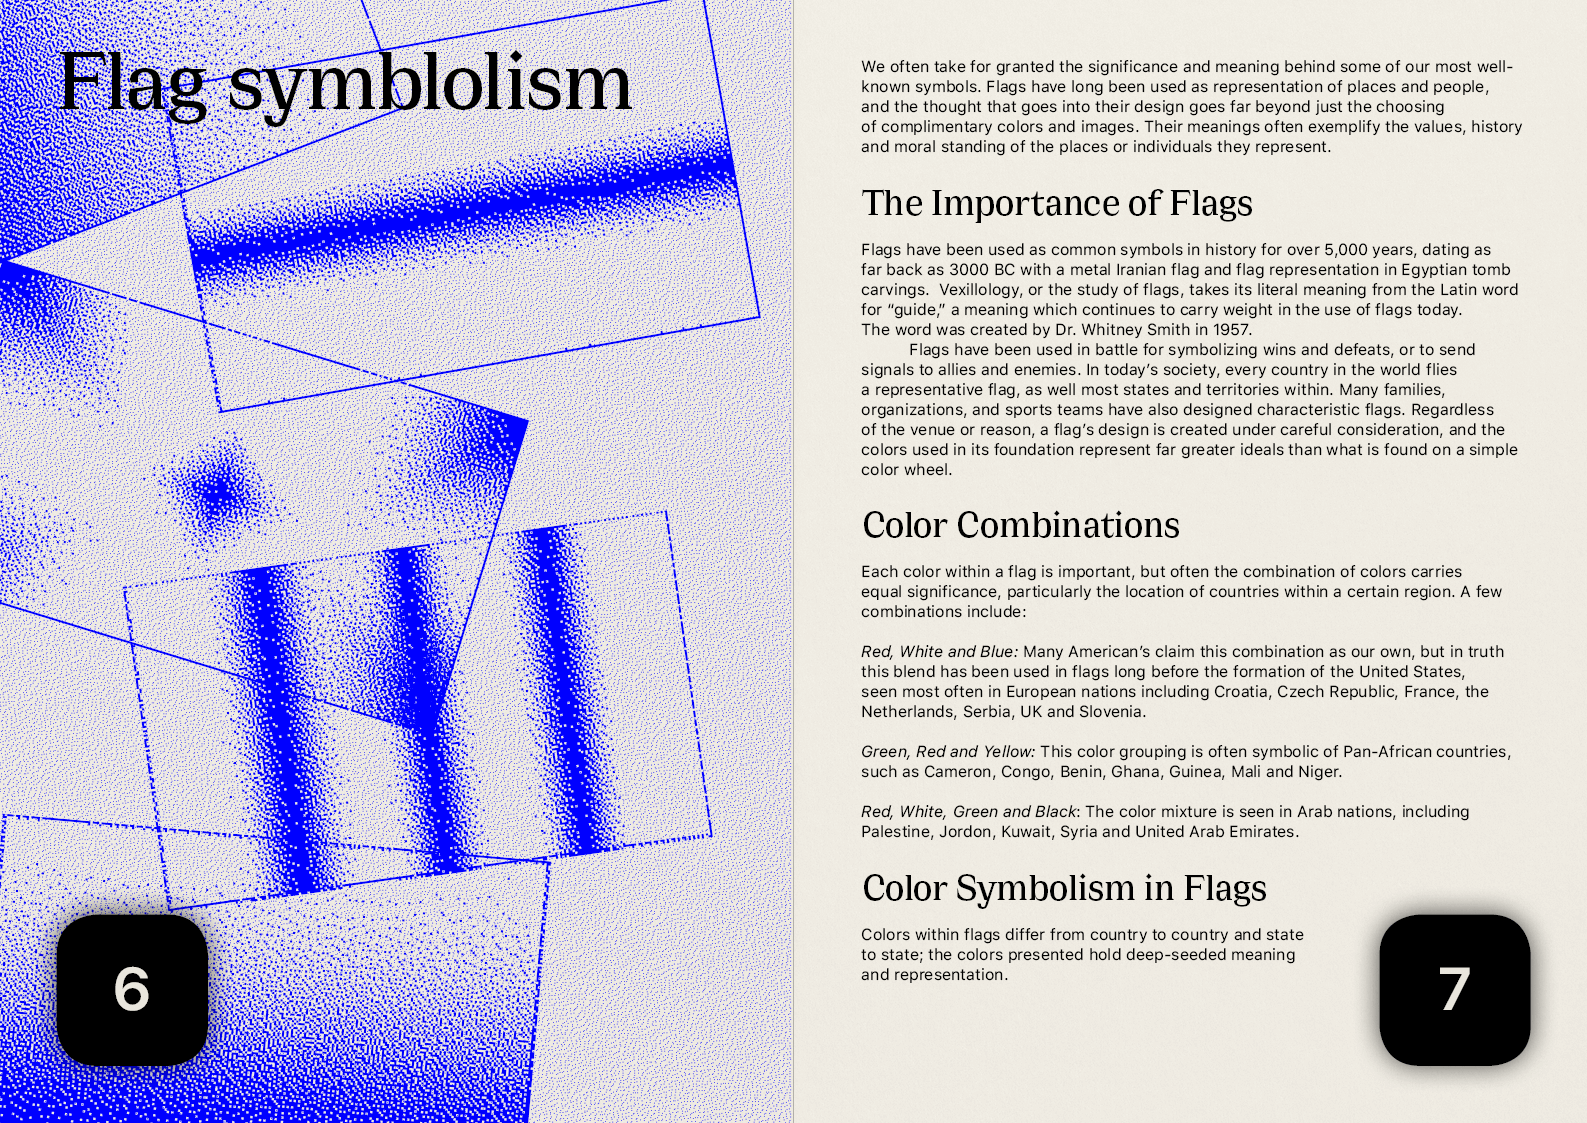 Flag symblolism
We often take for granted the significance and meaning behind some of our most well-
known symbols. Flags have long been used as representation of places and people,
and the thought that goes into their design goes far beyond just the choosing
of complimentary colors and images. Their meanings often exemplify the values, history
and moral standing of the places or individuals they represent.
The Importance of Flags
Flags have been used as common symbols in history for over 5,000 years, dating as
far back as 3000 BC with a metal Iranian flag and flag representation in Egyptian tomb
carvings.  Vexillology, or the study of flags, takes its literal meaning from the Latin word
for “guide,” a meaning which continues to carry weight in the use of flags today.
The word was created by Dr. Whitney Smith in 1957.
Flags have been used in battle for symbolizing wins and defeats, or to send
signals to allies and enemies. In today’s society, every country in the world flies
a representative flag, as well most states and territories within. Many families,
organizations, and sports teams have also designed characteristic flags. Regardless
of the venue or reason, a flag’s design is created under careful consideration, and the
colors used in its foundation represent far greater ideals than what is found on a simple
color wheel.
Color Combinations
Each color within a flag is important, but often the combination of colors carries
equal significance, particularly the location of countries within a certain region. A few
combinations include:
Red, White and Blue: Many American’s claim this combination as our own, but in truth
this blend has been used in flags long before the formation of the United States,
seen most often in European nations including Croatia, Czech Republic, France, the
Netherlands, Serbia, UK and Slovenia.
Green, Red and Yellow: This color grouping is often symbolic of Pan-African countries,
such as Cameron, Congo, Benin, Ghana, Guinea, Mali and Niger.
Red, White, Green and Black: The color mixture is seen in Arab nations, including
Palestine, Jordon, Kuwait, Syria and United Arab Emirates.
Color Symbolism in Flags
Colors within flags differ from country to country and state
to state; the colors presented hold deep-seeded meaning
and representation.
6
7